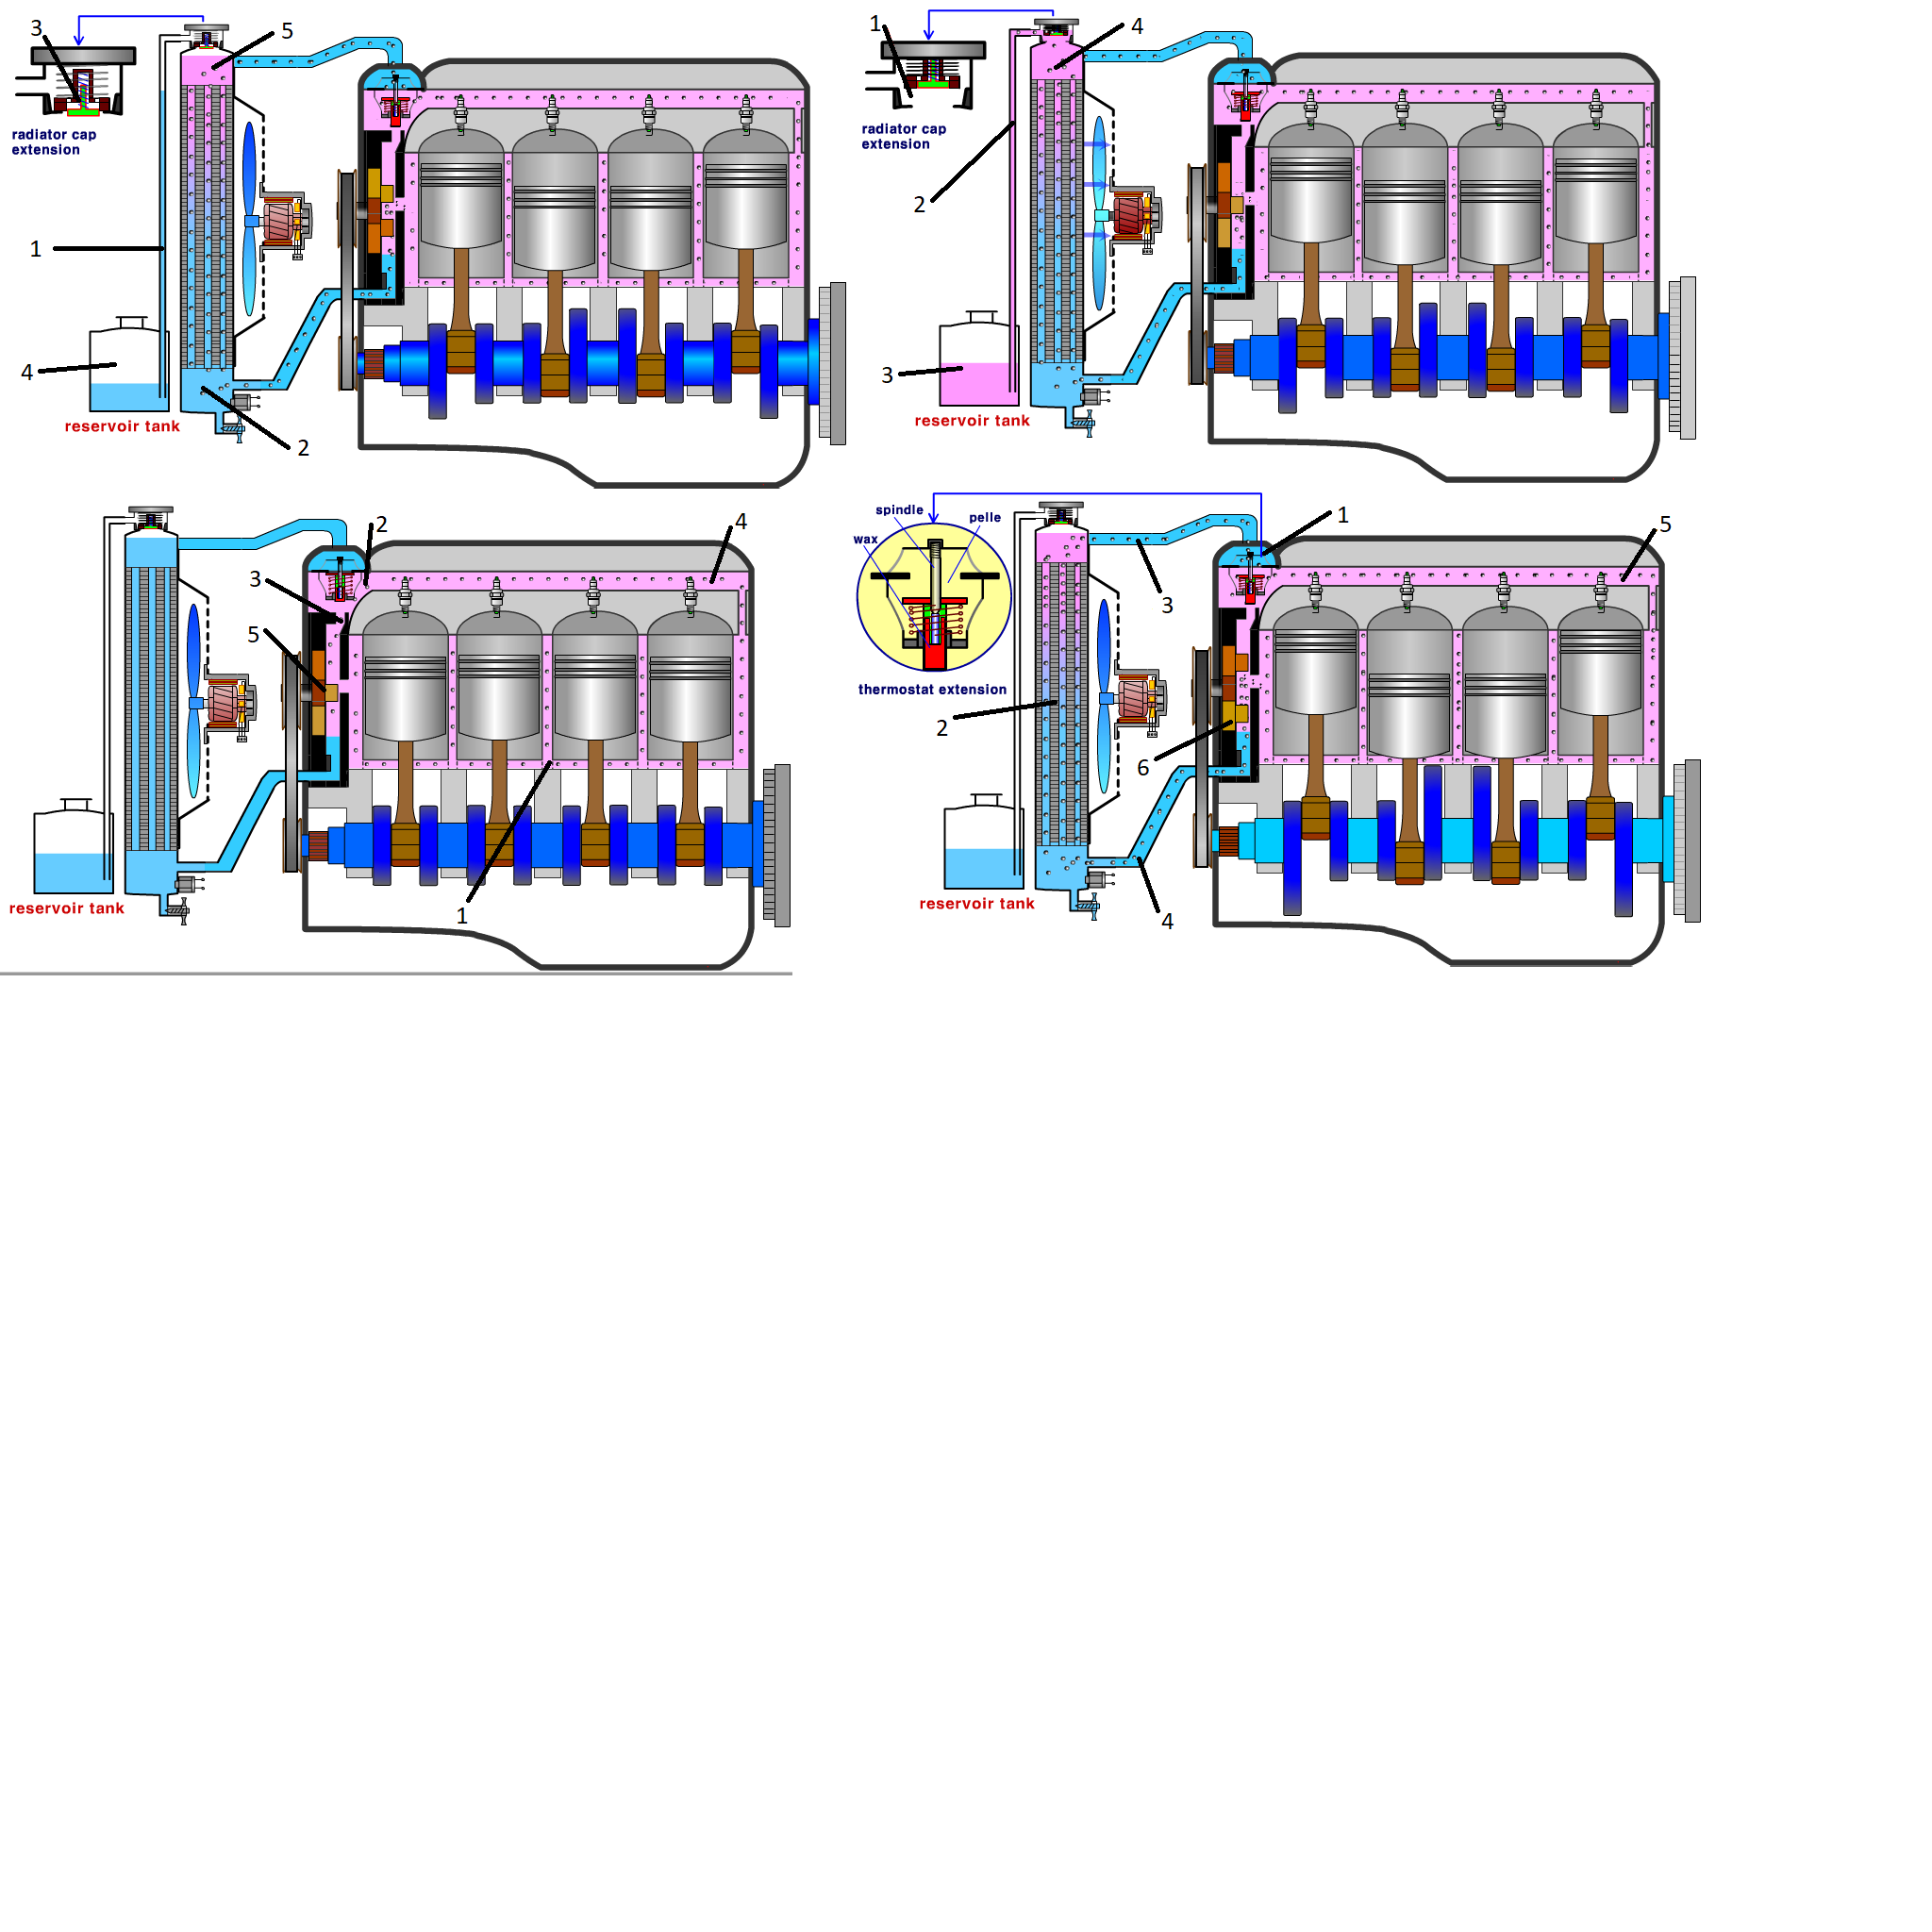 3
5
radiator cap
extension
1
4
reservoir tank
2
1
4
radiator cap
extension
2
3
reservoir tank
2
4
3
5
reservoir tank
1
spindle
pelle
wax
thermostat extension
1
5
3
2
6
reservoir tank
4